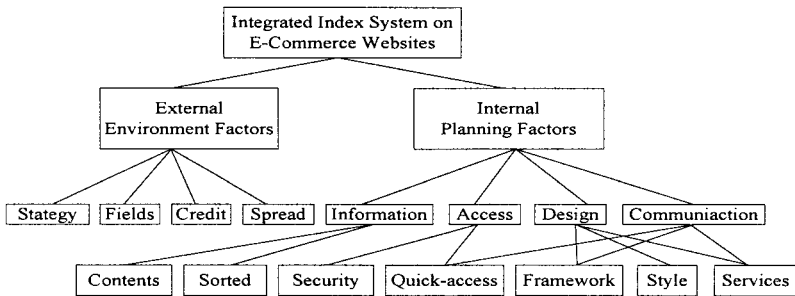 Integrated Index System on
E-Commerce Websites
External
Environment Factors
Internal
Planning Factors
Stategy
Fields
Credit
Spread
Information
Access
Design
Communiaction
Contents
Sorted
Security
Quick-access
Framework
Style
Services